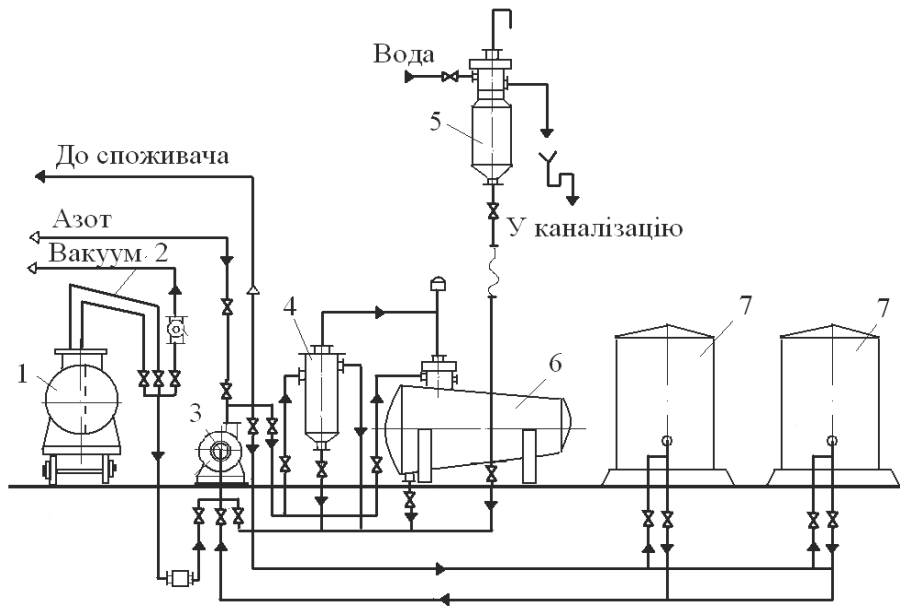 Вода
5
До споживача
Азот
У каналізацію
Вакуум 2
4
7
7
1
6
3